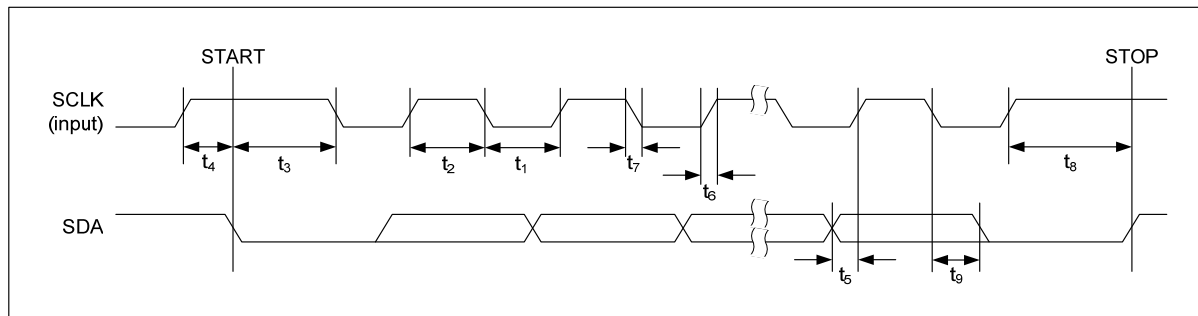 START
STOP
SCLK
(input)
t4
t3
t2
t1
t7
t6
t8
SDA
t5
t9